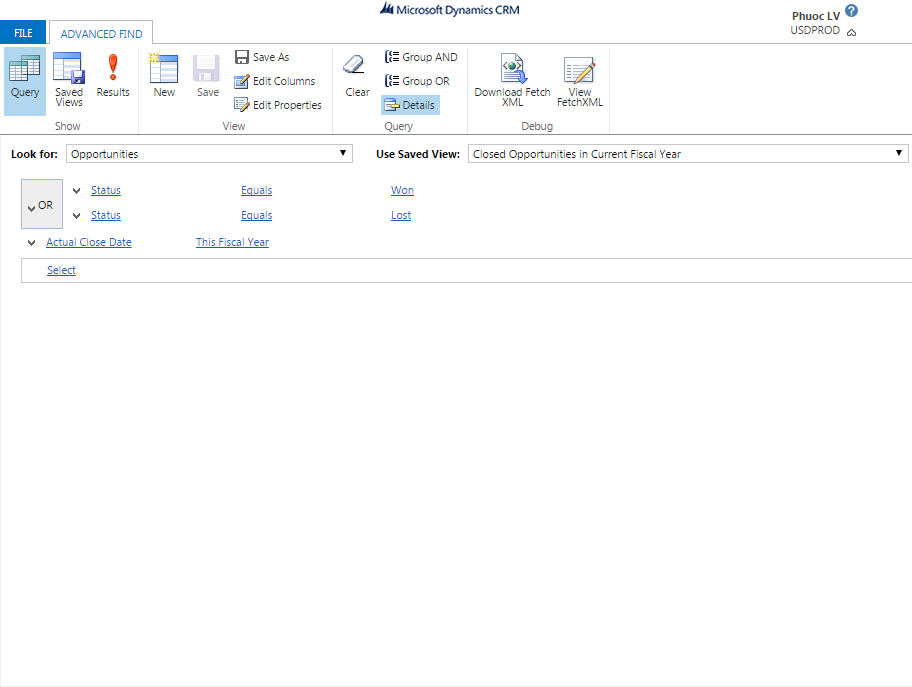 Microsoft Dynamics CRM
Phuoc LV
USDPROD
FILE
ADVANCED FIND
Query
Saved Views
Results
Show
New
Save
Save As
Edit Columns
Edit Properties
View
Clear
Group AND
Group OR
Details
Query
Download Fetch XML
View FetchXML
Debug
Look for: Opportunities
Use Saved View: Closed Opportunities in Current Fiscal Year
OR
Status Equals Won
Status Equals Lost
Actual Close Date This Fiscal Year
Select